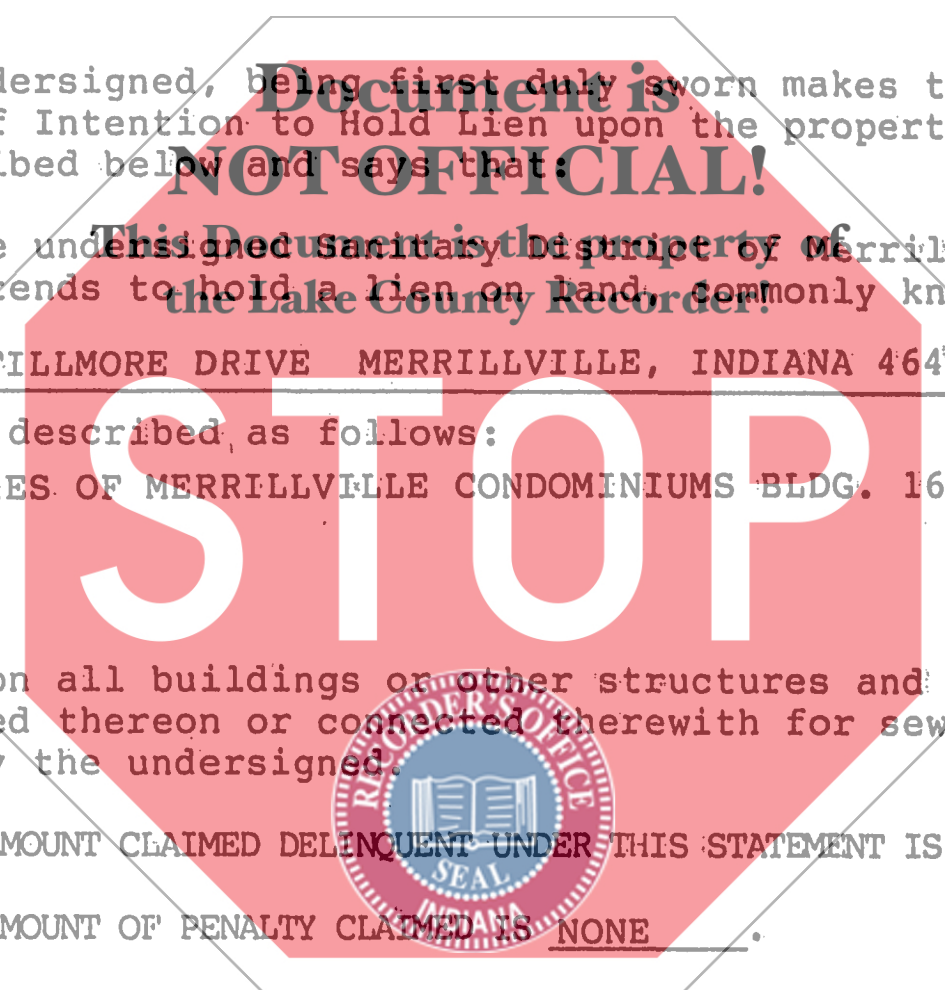 dersigned, being first duly sworn makes t
f Intention to Hold Lien upon the propert
ibed below and says that:
Document is
NOT OFFICIAL!
This Document is the property of
the Lake County Recorder!
e undersigned Sanitary District of Merril
tends to hold a lien on land, commonly kn
FILLMORE DRIVE MERRILLVILLE, INDIANA 464
described as follows:
ES OF MERRILLVILLE CONDOMINIUMS BLDG. 16
STOP
on all buildings or other structures and
ed thereon or connected therewith for sew
y the undersigned.
RECORDER'S OFFICE
SEAL
INDIANA
MOUNT CLAIMED DELINQUENT UNDER THIS STATEMENT IS
MOUNT OF PENALTY CLAIMED IS NONE .